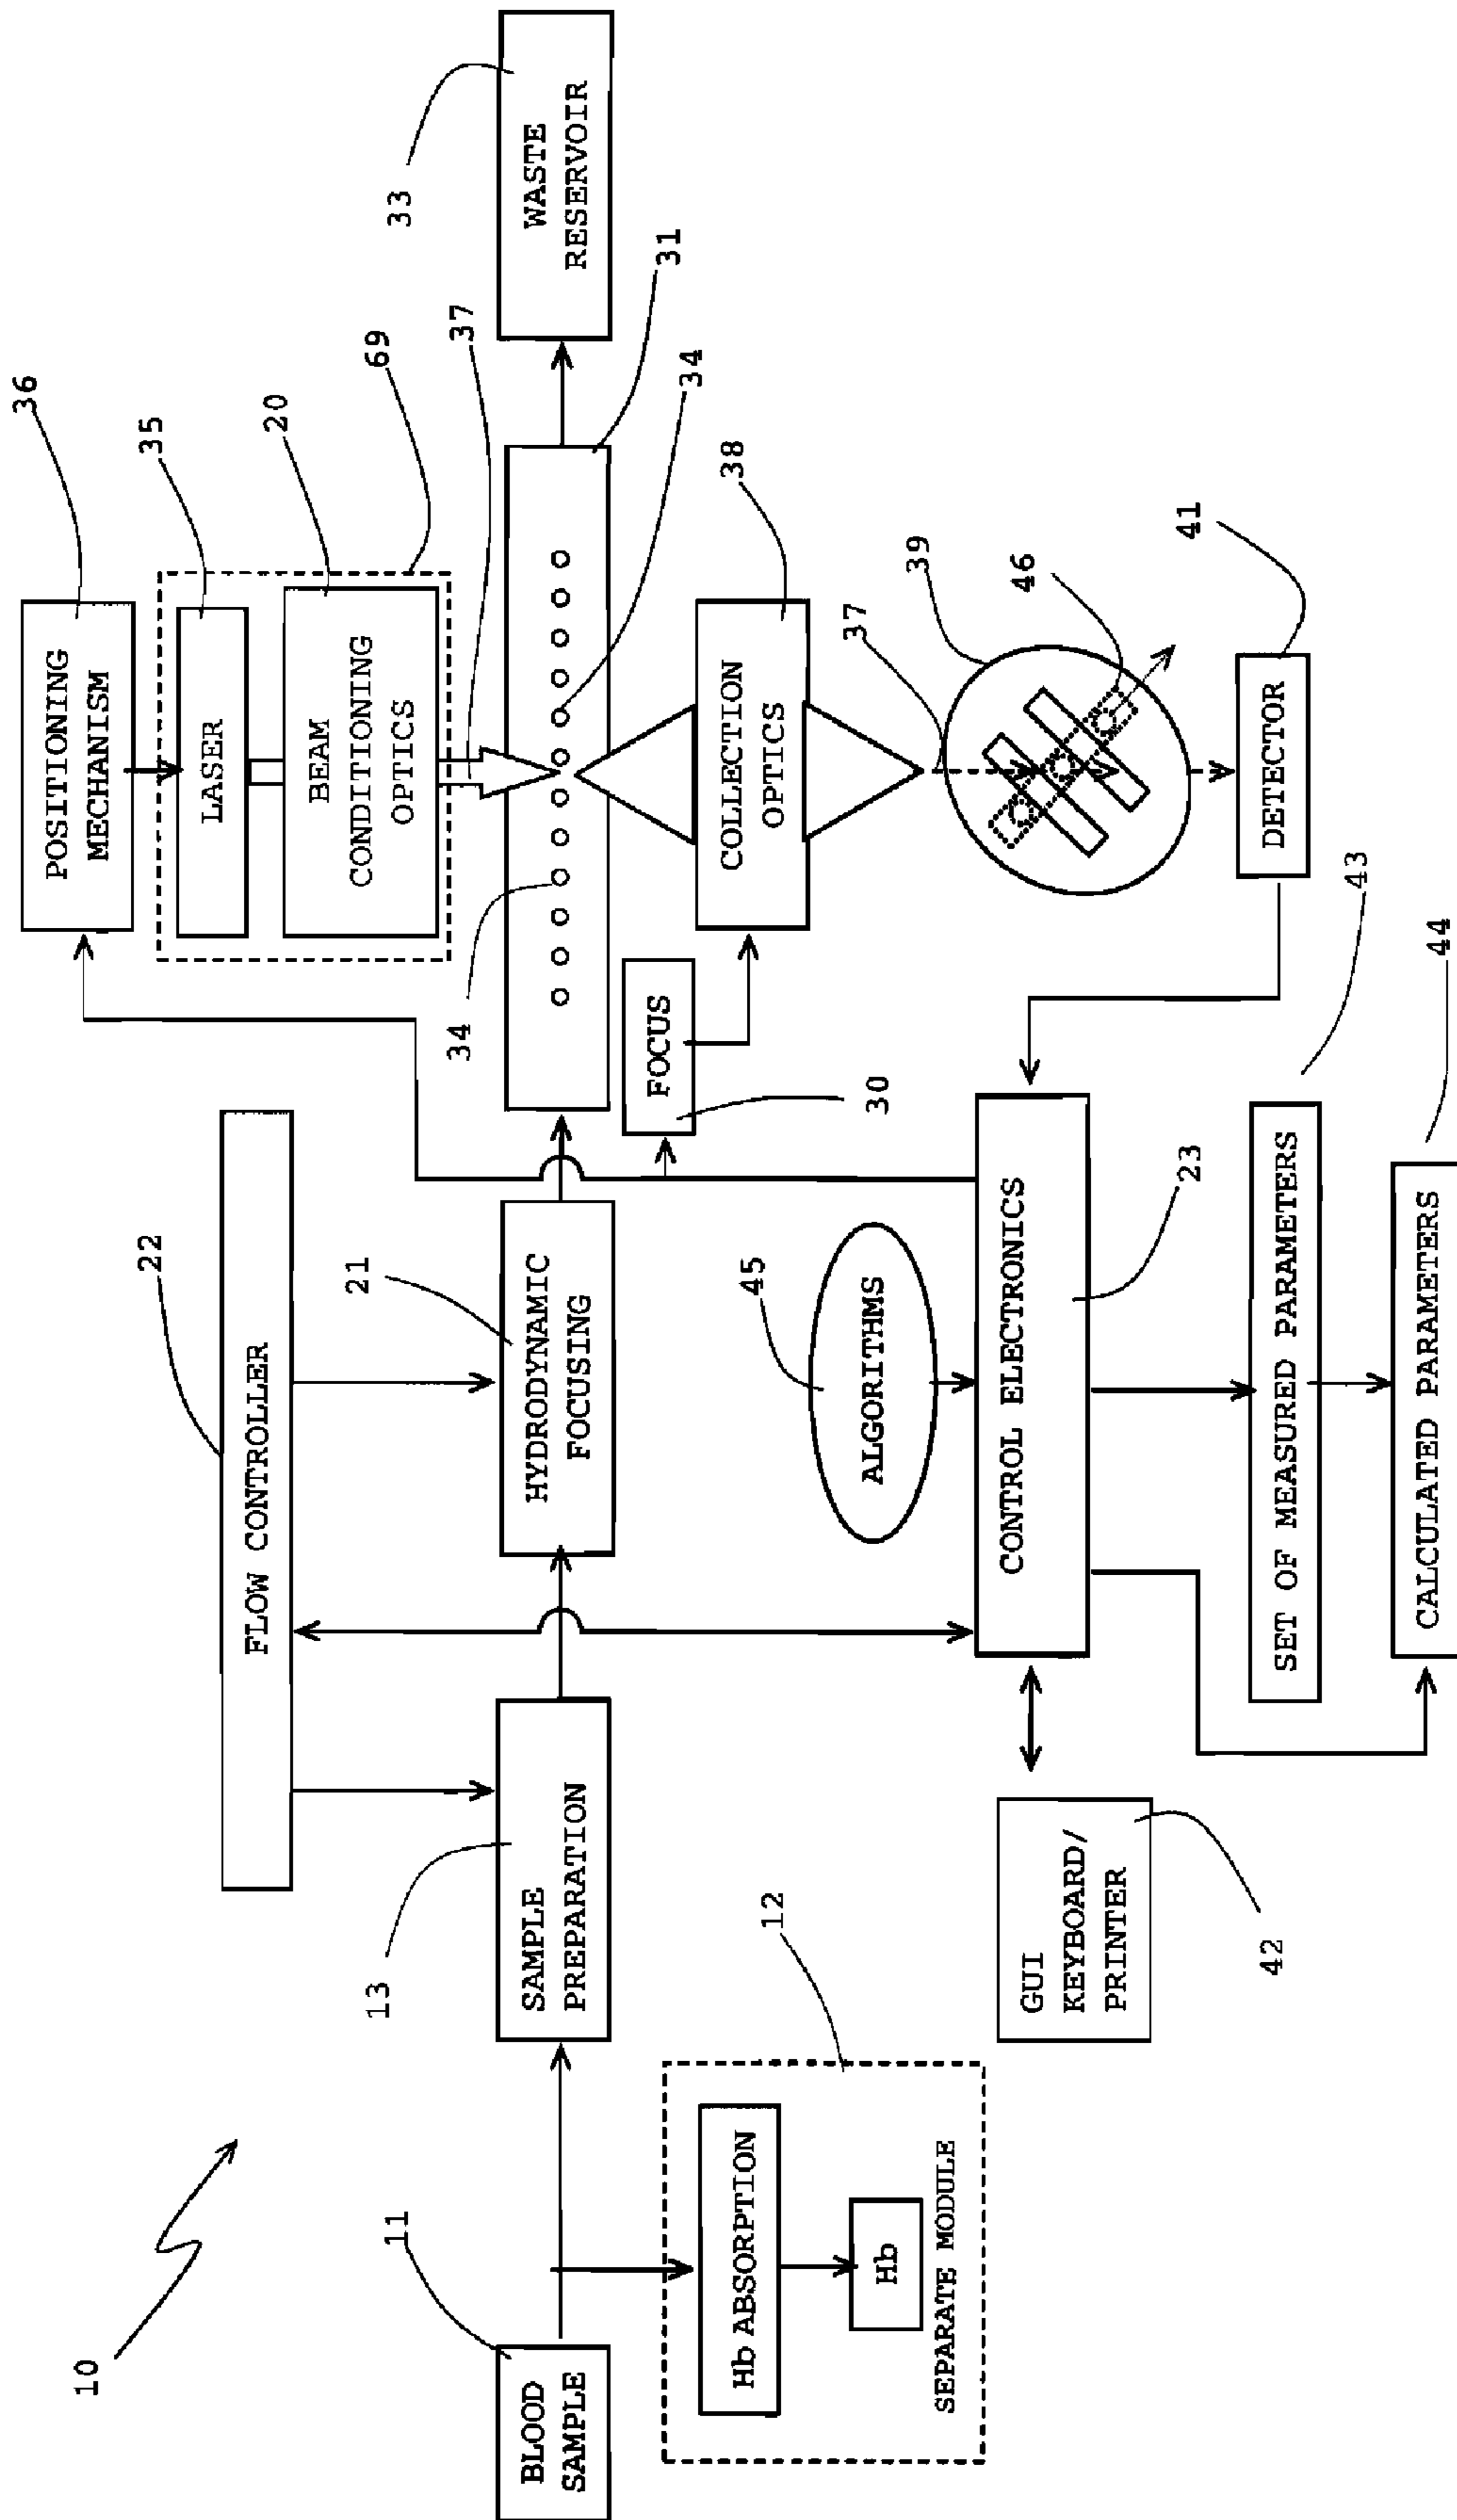 10
36
POSITIONING
MECHANISM
35
LASER
20
BEAM
CONDITIONING
OPTICS
69
22
FLOW CONTROLLER
37
33
WASTE
RESERVOIR
11
BLOOD
SAMPLE
13
SAMPLE
PREPARATION
21
HYDRODYNAMIC
FOCUSING
34
34
31
12
Hb ABSORPTION
Hb
SEPARATE MODULE
FOCUS
30
COLLECTION
OPTICS
38
45
ALGORITHMS
37
39
46
GUI
KEYBOARD/
PRINTER
42
CONTROL ELECTRONICS
23
DETECTOR
41
SET OF MEASURED PARAMETERS
43
CALCULATED PARAMETERS
44